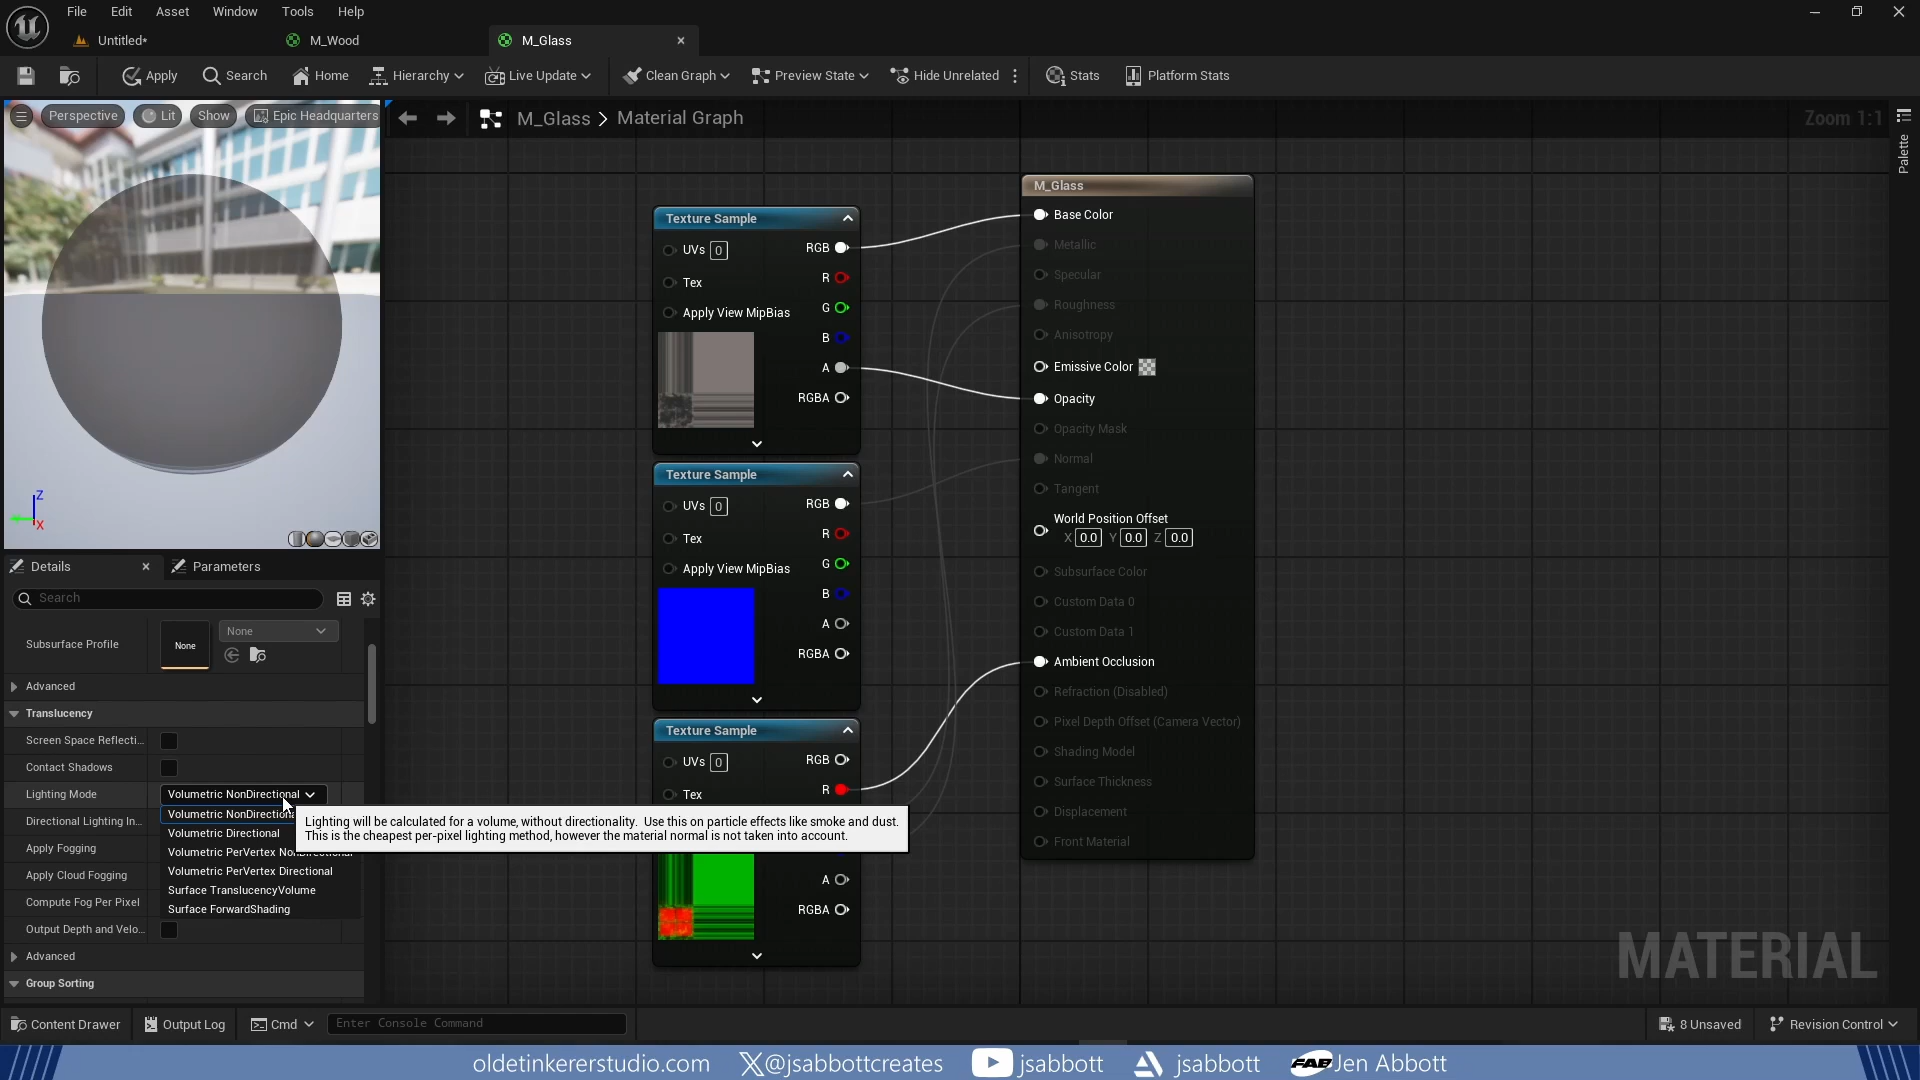 File Edit Asset Window Tools Help
Untitled* M_Wood M_Glass
Apply Search Home Hierarchy Live Update Clean Graph Preview State Hide Unrelated Stats Platform Stats
Perspective Lit Show Epic Headquarters
M_Glass > Material Graph Zoom 1:1
Palette
M_Glass
Base Color
Metallic
Specular
Roughness
Anisotropy
Emissive Color
Opacity
Opacity Mask
Normal
Tangent
World Position Offset
X 0.0 Y 0.0 Z 0.0
Subsurface Color
Custom Data 0
Custom Data 1
Ambient Occlusion
Refraction (Disabled)
Pixel Depth Offset (Camera Vector)
Shading Model
Surface Thickness
Displacement
Front Material
Texture Sample
UVs 0 RGB
R
Tex
G
Apply View MipBias
B
A
RGBA
Texture Sample
UVs 0 RGB
R
Tex
G
Apply View MipBias
B
A
RGBA
Texture Sample
UVs 0 RGB
R
Tex
A
RGBA
Z
X
Details Parameters
Search
Subsurface Profile None None
Advanced
Translucency
Screen Space Reflecti...
Contact Shadows
Lighting Mode Volumetric NonDirectional
Volumetric NonDirectiona
Directional Lighting In... Volumetric Directional
Apply Fogging Volumetric PerVertex NonDirectional
Apply Cloud Fogging Volumetric PerVertex Directional
Surface TranslucencyVolume
Compute Fog Per Pixel Surface ForwardShading
Output Depth and Velo...
Advanced
Group Sorting
Lighting will be calculated for a volume, without directionality. Use this on particle effects like smoke and dust.
This is the cheapest per-pixel lighting method, however the material normal is not taken into account.
MATERIAL
Content Drawer Output Log Cmd Enter Console Command 8 Unsaved Revision Control
oldetinkererstudio.com X@jsabbottcreates jsabbott jsabbott FAB Jen Abbott